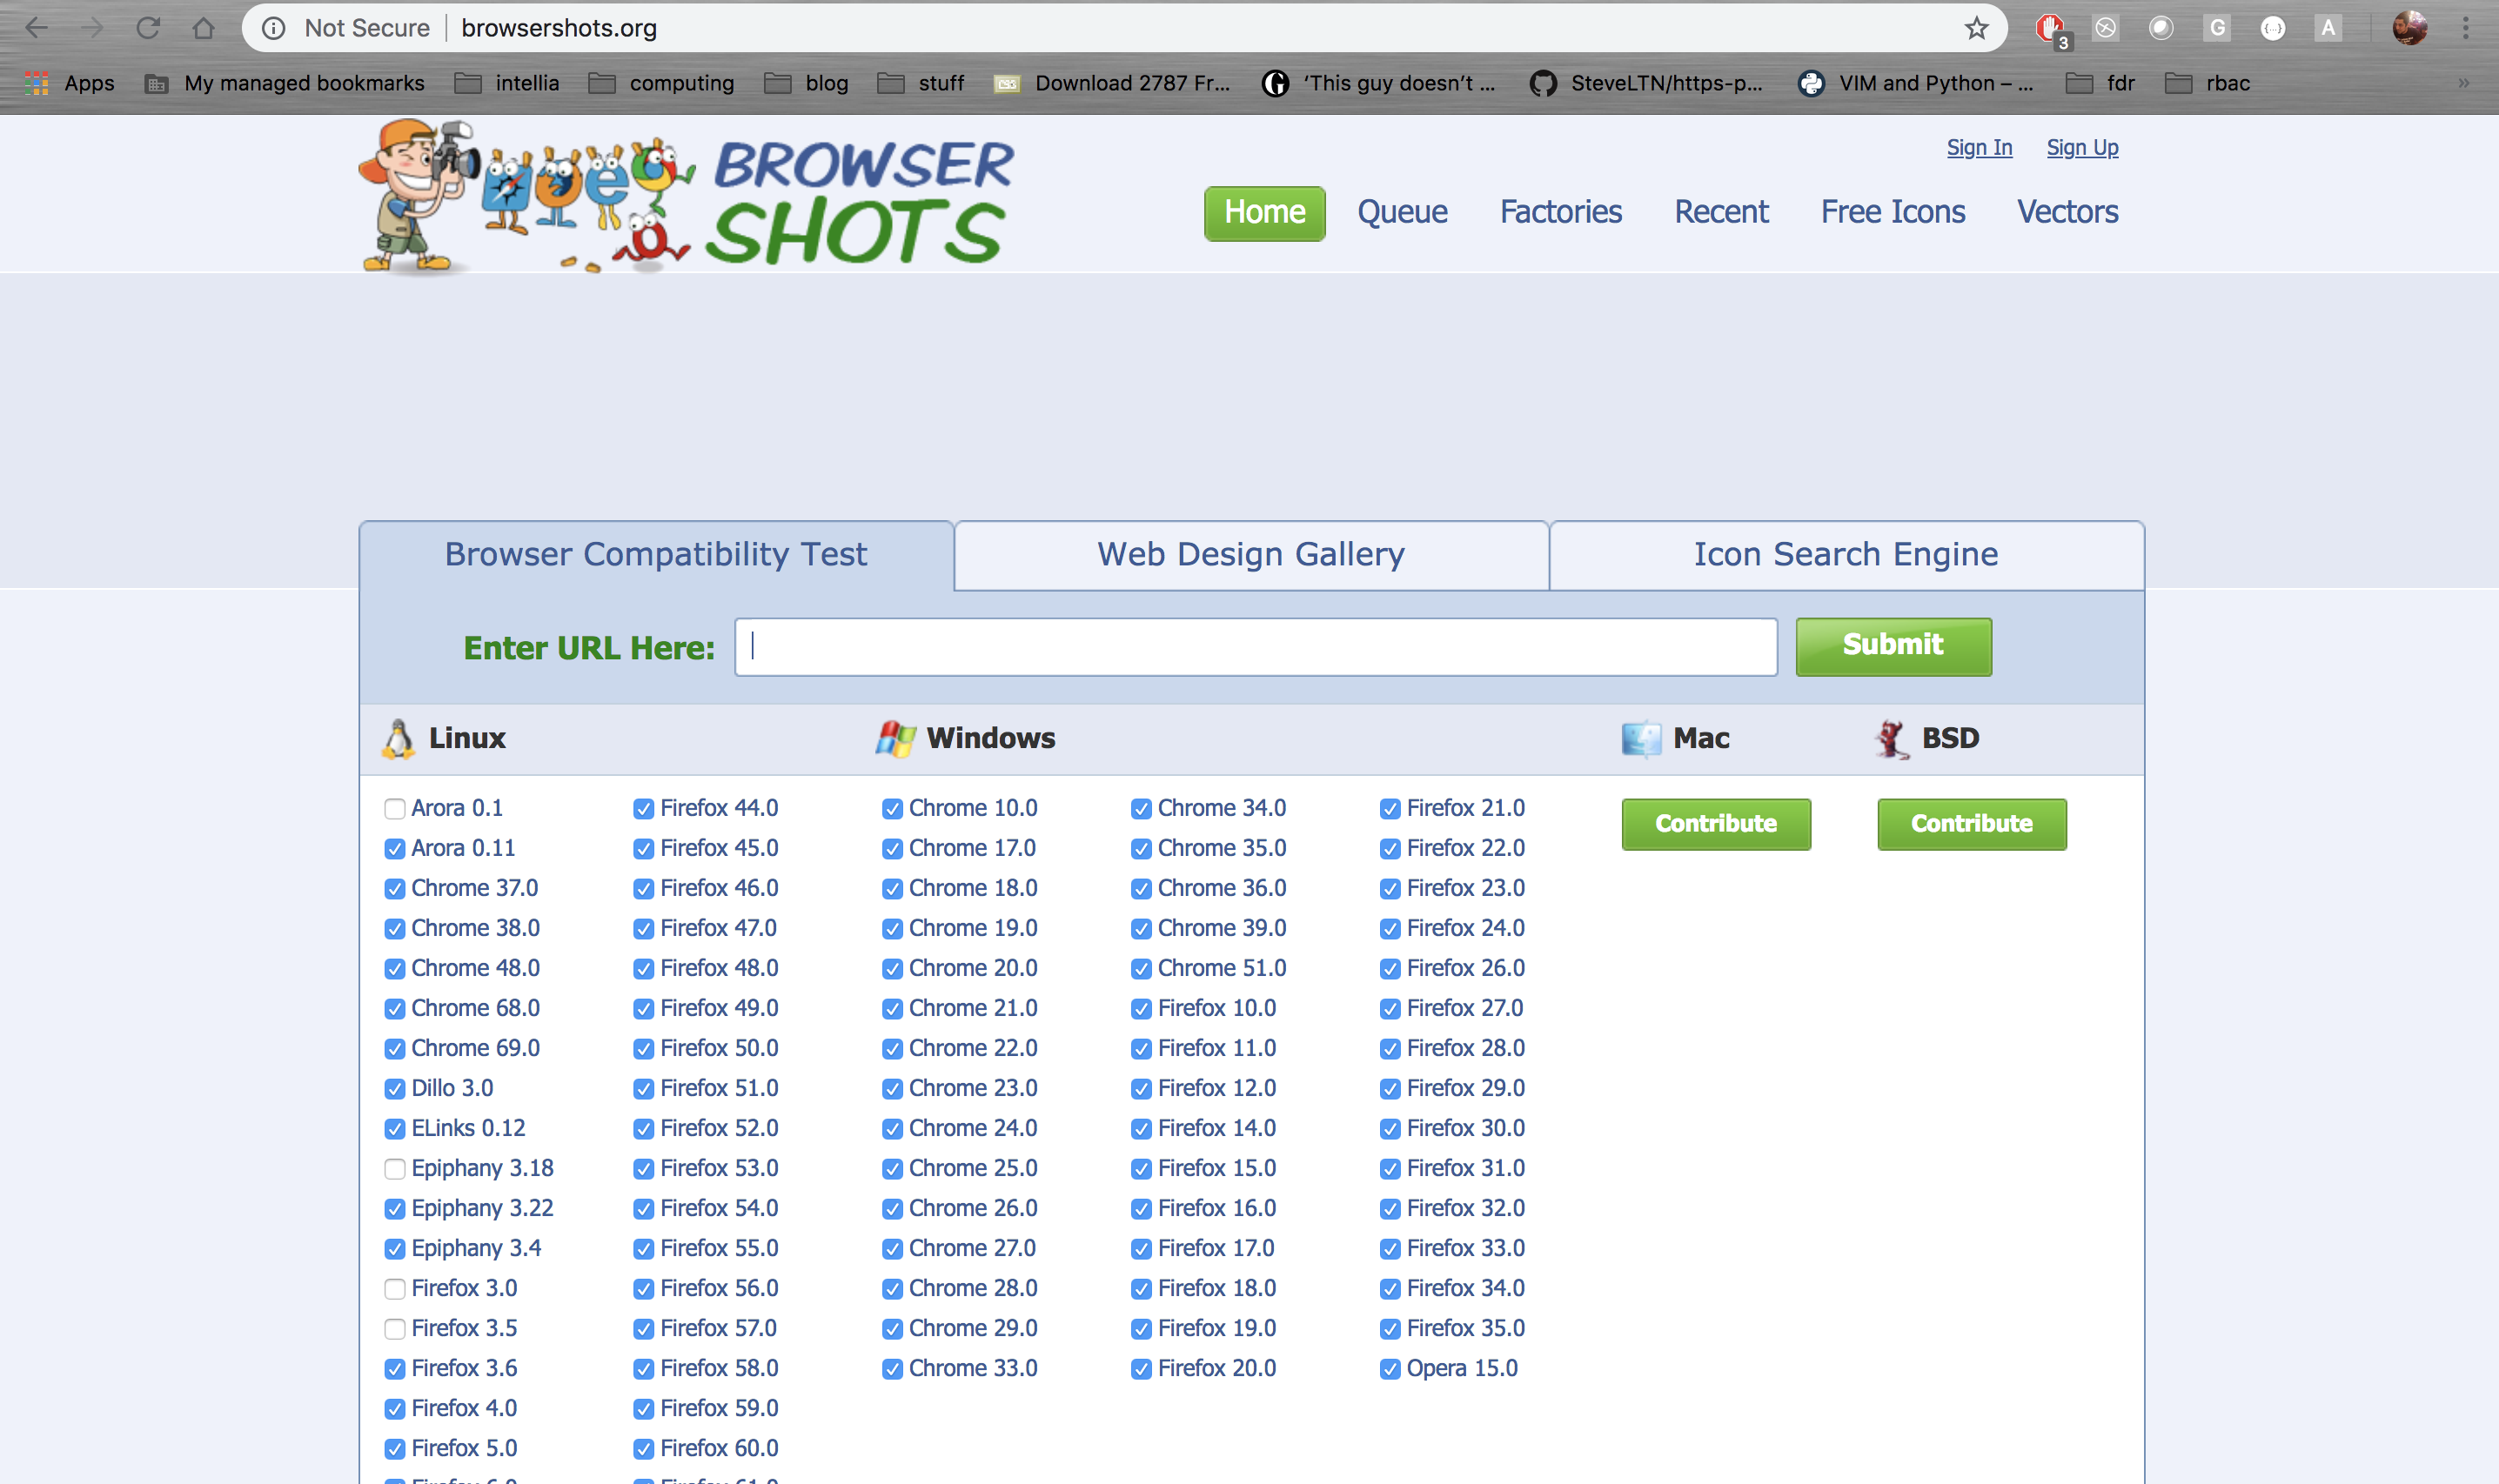 Not Secure browsershots.org
3 G {...} A
Apps My managed bookmarks intellia computing blog stuff Download 2787 Fr... ‘This guy doesn’t ... SteveLTN/https-p... VIM and Python – ... fdr rbac »
BROWSER
SHOTS
Sign In Sign Up
Home Queue Factories Recent Free Icons Vectors
Browser Compatibility Test Web Design Gallery Icon Search Engine
Enter URL Here: Submit
Linux Windows Mac BSD
Arora 0.1 Firefox 44.0 Chrome 10.0 Chrome 34.0 Firefox 21.0 Contribute Contribute
Arora 0.11 Firefox 45.0 Chrome 17.0 Chrome 35.0 Firefox 22.0
Chrome 37.0 Firefox 46.0 Chrome 18.0 Chrome 36.0 Firefox 23.0
Chrome 38.0 Firefox 47.0 Chrome 19.0 Chrome 39.0 Firefox 24.0
Chrome 48.0 Firefox 48.0 Chrome 20.0 Chrome 51.0 Firefox 26.0
Chrome 68.0 Firefox 49.0 Chrome 21.0 Firefox 10.0 Firefox 27.0
Chrome 69.0 Firefox 50.0 Chrome 22.0 Firefox 11.0 Firefox 28.0
Dillo 3.0 Firefox 51.0 Chrome 23.0 Firefox 12.0 Firefox 29.0
ELinks 0.12 Firefox 52.0 Chrome 24.0 Firefox 14.0 Firefox 30.0
Epiphany 3.18 Firefox 53.0 Chrome 25.0 Firefox 15.0 Firefox 31.0
Epiphany 3.22 Firefox 54.0 Chrome 26.0 Firefox 16.0 Firefox 32.0
Epiphany 3.4 Firefox 55.0 Chrome 27.0 Firefox 17.0 Firefox 33.0
Firefox 3.0 Firefox 56.0 Chrome 28.0 Firefox 18.0 Firefox 34.0
Firefox 3.5 Firefox 57.0 Chrome 29.0 Firefox 19.0 Firefox 35.0
Firefox 3.6 Firefox 58.0 Chrome 33.0 Firefox 20.0 Opera 15.0
Firefox 4.0 Firefox 59.0
Firefox 5.0 Firefox 60.0
Firefox 6.0 Firefox 61.0